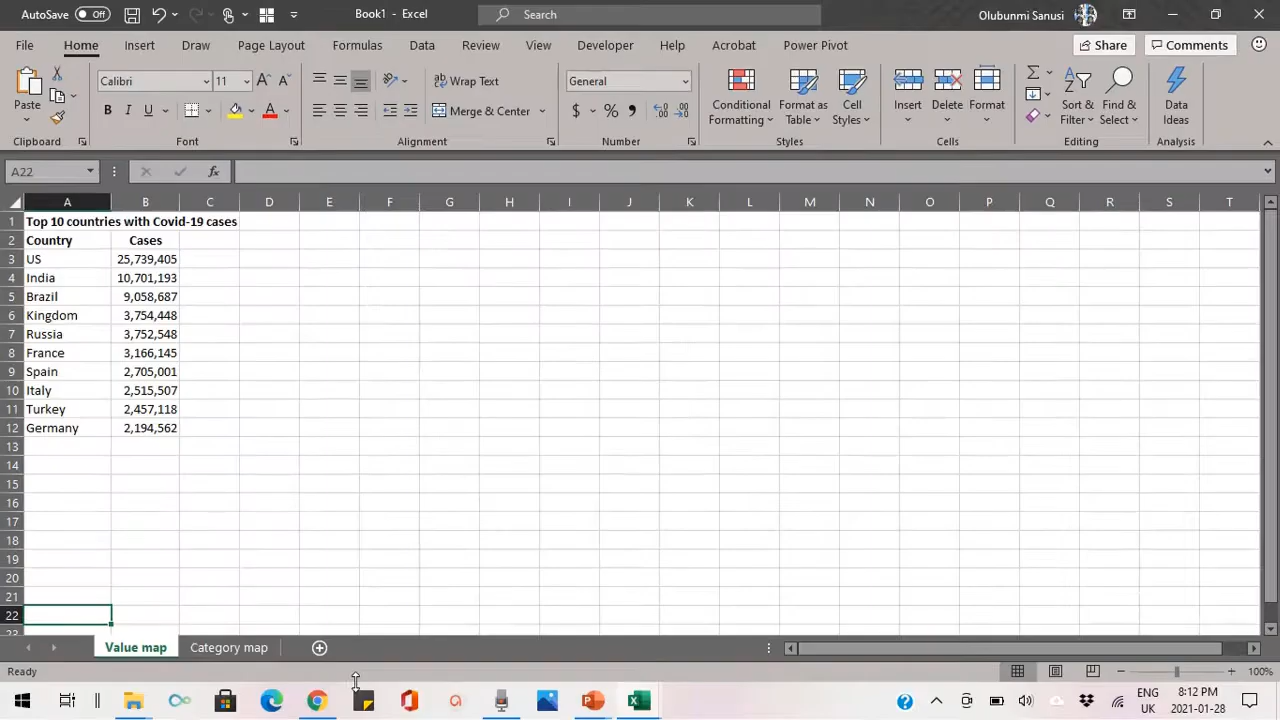 AutoSave Off Book1 - Excel Search Olubunmi Sanusi
File Home Insert Draw Page Layout Formulas Data Review View Developer Help Acrobat Power Pivot Share Comments
Calibri 11 Wrap Text General
Paste B I U Merge & Center $ % Conditional Formatting Format as Table Cell Styles Insert Delete Format Sort & Filter Find & Select Data Ideas
Clipboard Font Alignment Number Styles Cells Editing Analysis
A22 fx
A B C D E F G H I J K L M N O P Q R S T
1 Top 10 countries with Covid-19 cases
2 Country Cases
3 US 25,739,405
4 India 10,701,193
5 Brazil 9,058,687
6 Kingdom 3,754,448
7 Russia 3,752,548
8 France 3,166,145
9 Spain 2,705,001
10 Italy 2,515,507
11 Turkey 2,457,118
12 Germany 2,194,562
13
14
15
16
17
18
19
20
21
22
23
Value map Category map
Ready 100%
ENG 8:12 PM
UK 2021-01-28